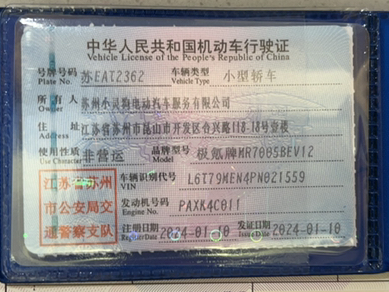 中华人民共和国机动车行驶证
Vehicle License of the People's Republic of China
号牌号码 苏EAT2362 车辆类型 小型轿车
Plate No. Vehicle Type
所有人 苏州小灵狗电动汽车服务有限公司
Owner
住址 江苏省苏州市昆山市开发区合兴路118-18号壹楼
Address
使用性质 非营运 品牌型号 极氪牌MR7005BEV12
Use Character Model
江苏省苏州市公安局交通警察支队
车辆识别代号 L6T79MEN4PN021559
VIN
发动机号码 PAXK4C011
Engine No.
注册日期 2024-01-10 发证日期 2024-01-10
Register Date Issue Date